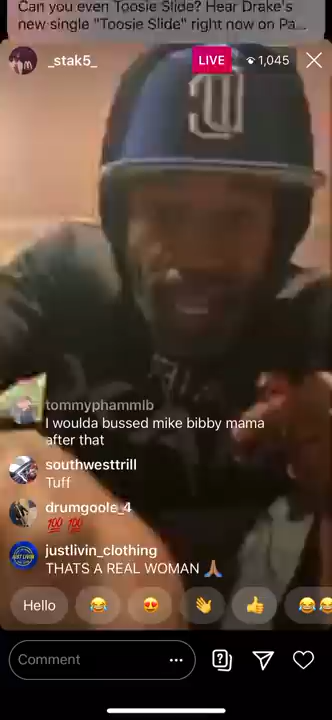 Can you even Toosie Slide? Hear Drake's
new single "Toosie Slide" right now on Pa...
_stak5_
LIVE
1,045
tommyphammlb
I woulda bussed mike bibby mama
after that
southwesttrill
Tuff
drumgoole_4
💯 💯
justlivin_clothing
THATS A REAL WOMAN 🙏🏽
Hello
Comment